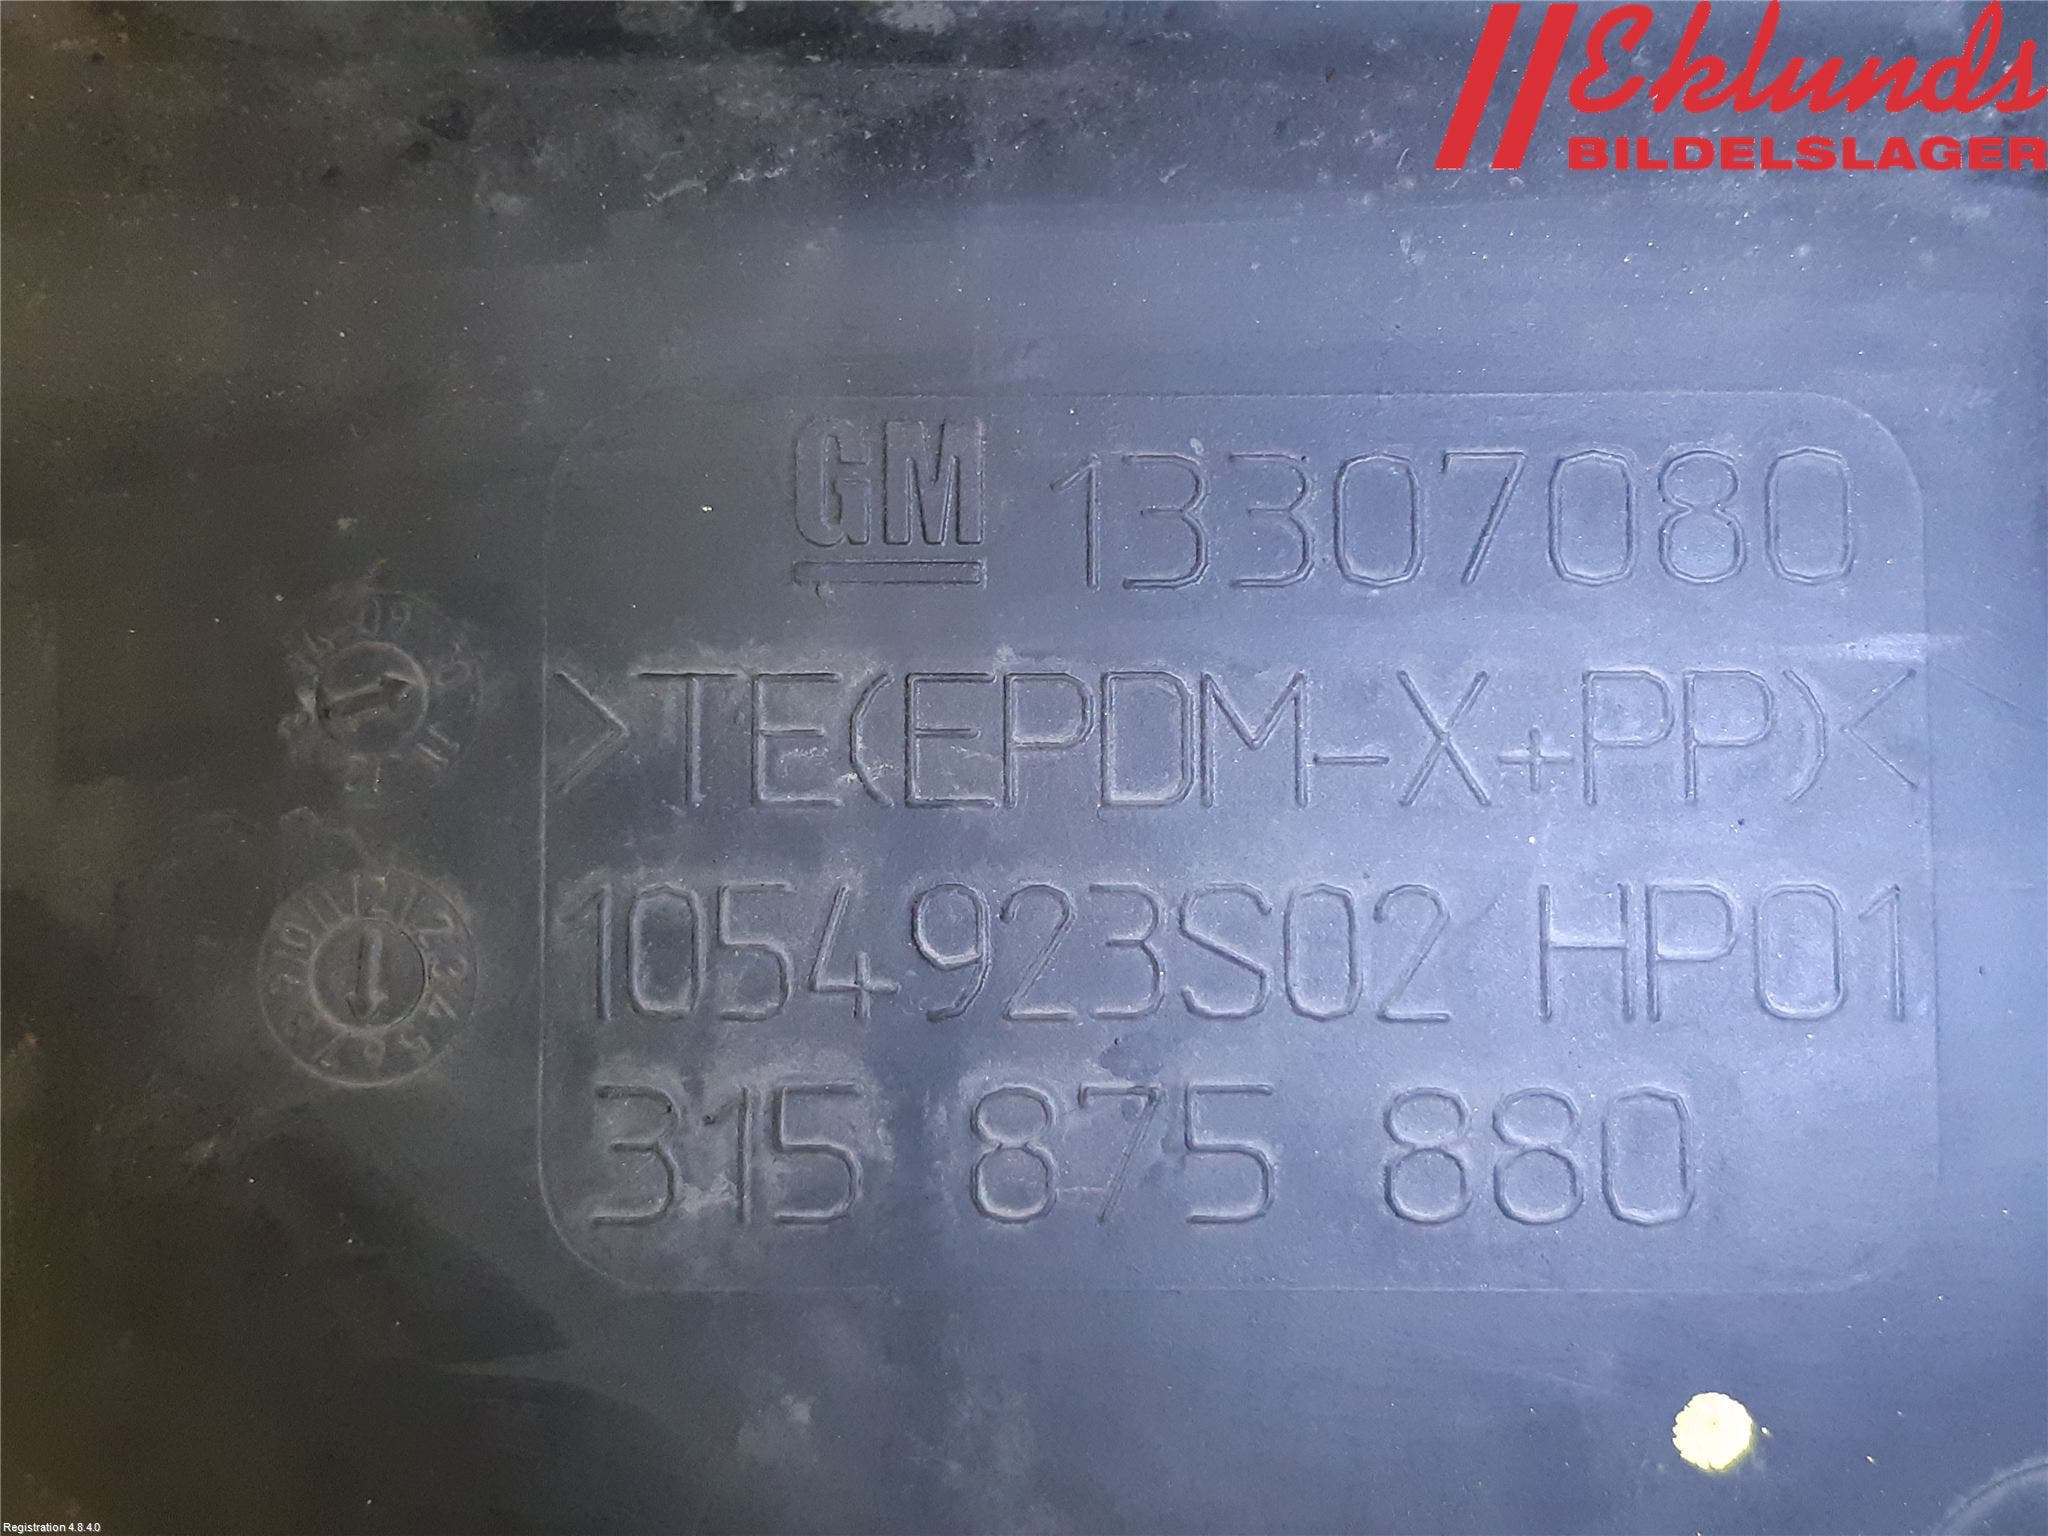 Eklunds
BILDELSLAGER
GM 13307080
>TE(EPDM-X+PP)<
1054923S02 HP01
315 875 880
Registration 4.8.4.0